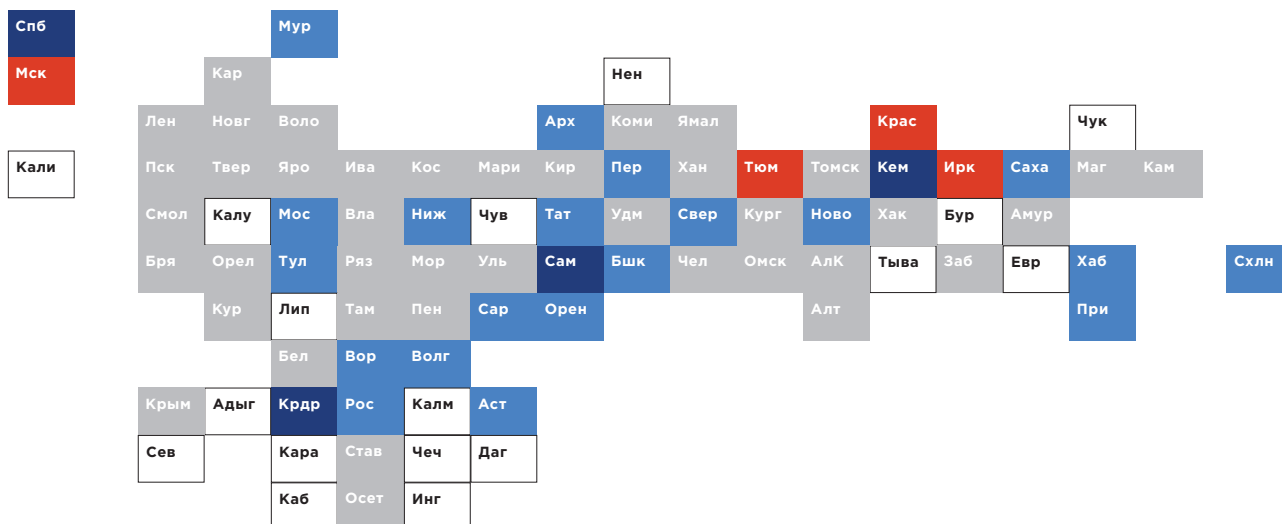 Спб Мур
Мск Кар Нен
Лен Новг Воло Арх Коми Ямал Крас Чук
Кали Пск Твер Яро Ива Кос Мари Кир Пер Хан Тюм Томск Кем Ирк Саха Маг Кам
Смол Калу Мос Вла Ниж Чув Тат Удм Свер Кург Ново Хак Бур Амур
Бря Орел Тул Ряз Мор Уль Сам Бшк Чел Омск АлК Тыва Заб Евр Хаб Схлн
Кур Лип Там Пен Сар Орен Алт При
Бел Вор Волг
Крым Адыг Крдр Рос Калм Аст
Сев Кара Став Чеч Даг
Каб Осет Инг